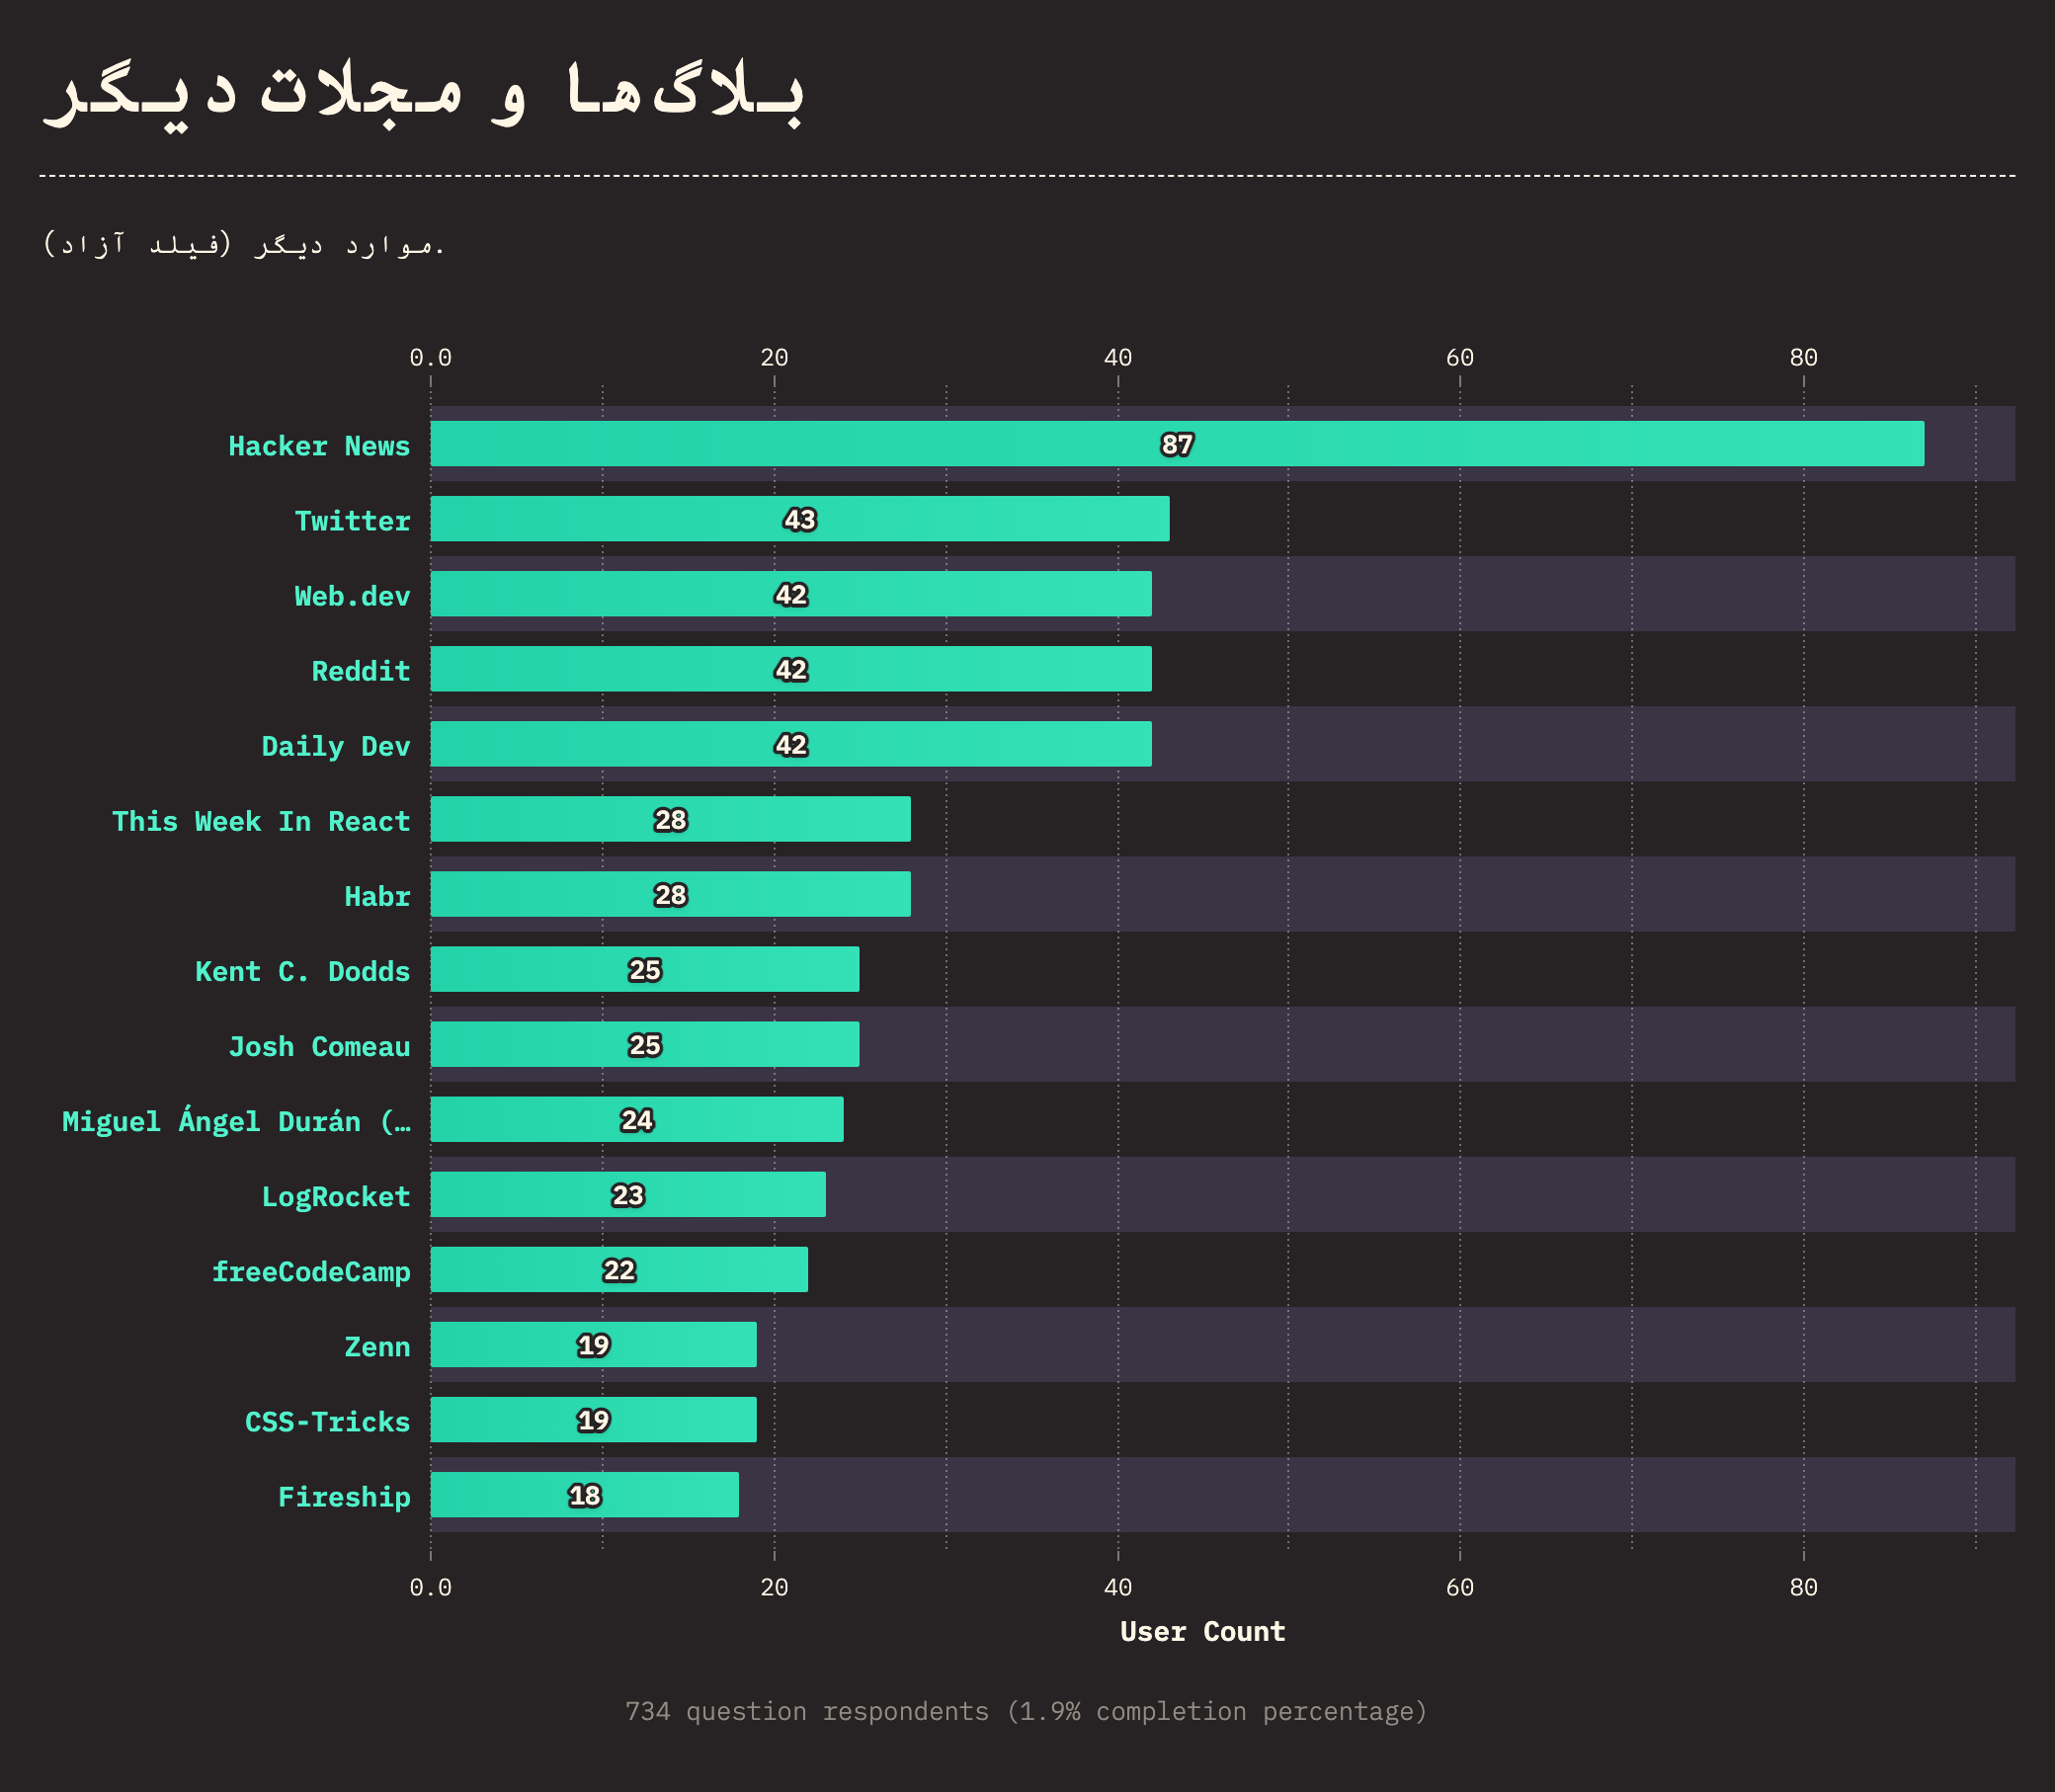 بلاگ‌ها و مجلات دیگر
موارد دیگر (فیلد آزاد).
0.0 20 40 60 80
Hacker News 87
Twitter 43
Web.dev 42
Reddit 42
Daily Dev 42
This Week In React 28
Habr 28
Kent C. Dodds 25
Josh Comeau 25
Miguel Ángel Durán (… 24
LogRocket 23
freeCodeCamp 22
Zenn 19
CSS-Tricks 19
Fireship 18
0.0 20 40 60 80
User Count
734 question respondents (1.9% completion percentage)